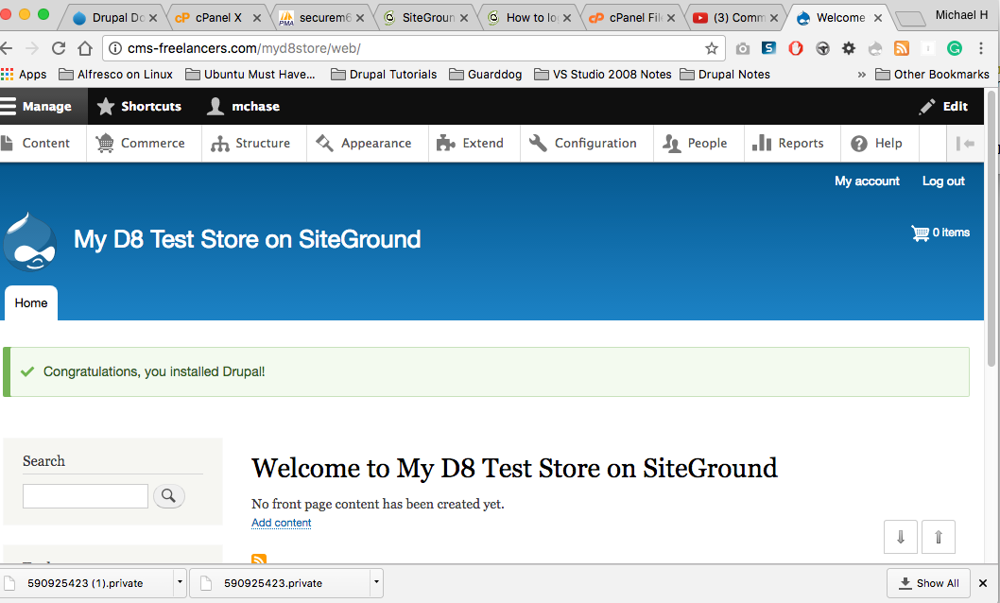 Drupal Do
cP cPanel X
PMA securem6
SiteGroun
How to lo
cP cPanel File
(3) Comm
Welcome
Michael H
cms-freelancers.com/myd8store/web/
Apps
Alfresco on Linux
Ubuntu Must Have...
Drupal Tutorials
Guarddog
VS Studio 2008 Notes
Drupal Notes
»
Other Bookmarks
Manage
Shortcuts
mchase
Edit
Content
Commerce
Structure
Appearance
Extend
Configuration
People
Reports
Help
My account
Log out
My D8 Test Store on SiteGround
0 items
Home
Congratulations, you installed Drupal!
Search
Welcome to My D8 Test Store on SiteGround
No front page content has been created yet.
Add content
590925423 (1).private
590925423.private
Show All